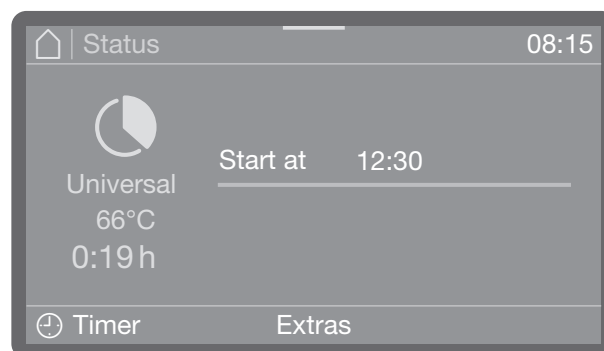 Status 08:15
Start at 12:30
Universal
66°C
0:19 h
Timer Extras